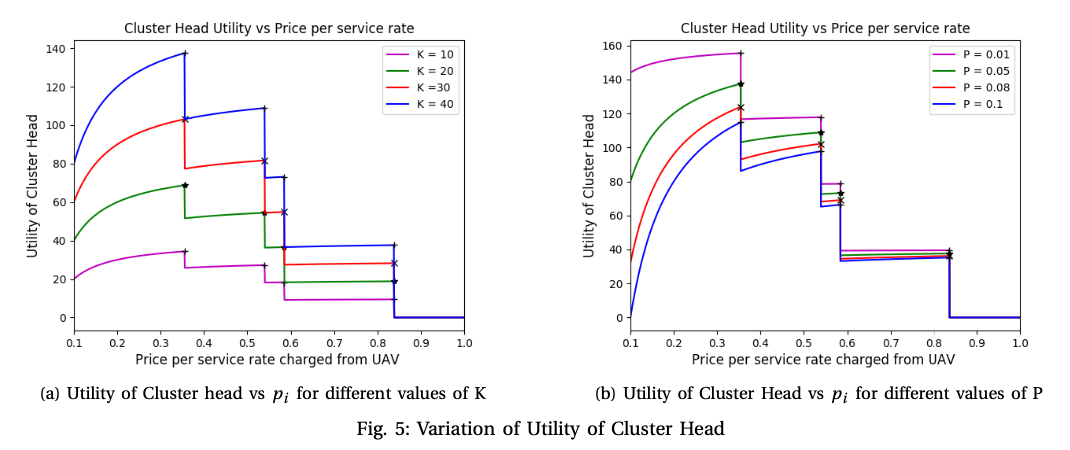 Cluster Head Utility vs Price per service rate
140
120
100
80
60
40
20
0
Utility of Cluster Head
K = 10
K = 20
K =30
K = 40
0.1 0.2 0.3 0.4 0.5 0.6 0.7 0.8 0.9 1.0
Price per service rate charged from UAV
(a) Utility of Cluster head vs p_i for different values of K
Cluster Head Utility vs Price per service rate
160
140
120
100
80
60
40
20
0
Utility of Cluster Head
P = 0.01
P = 0.05
P = 0.08
P = 0.1
0.1 0.2 0.3 0.4 0.5 0.6 0.7 0.8 0.9 1.0
Price per service rate charged from UAV
(b) Utility of Cluster Head vs p_i for different values of P
Fig. 5: Variation of Utility of Cluster Head